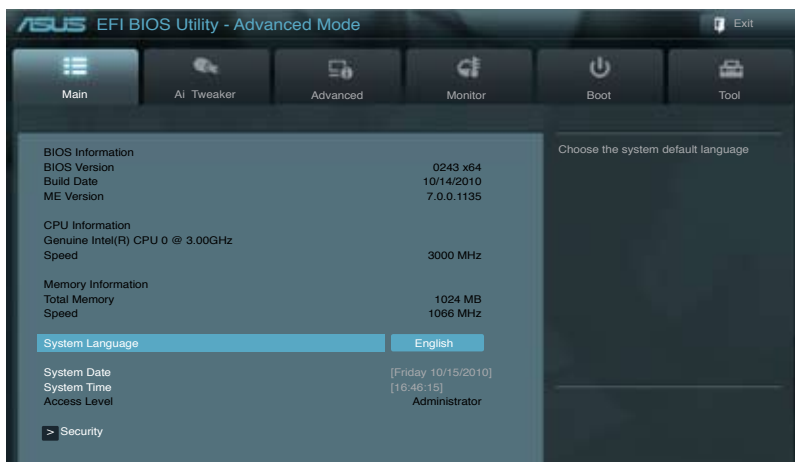 ASUS EFI BIOS Utility - Advanced Mode Exit
Main Ai Tweaker Advanced Monitor Boot Tool
BIOS Information
BIOS Version 0243 x64
Build Date 10/14/2010
ME Version 7.0.0.1135
CPU Information
Genuine Intel(R) CPU 0 @ 3.00GHz
Speed 3000 MHz
Memory Information
Total Memory 1024 MB
Speed 1066 MHz
System Language English
System Date [Friday 10/15/2010]
System Time [16:46:15]
Access Level Administrator
> Security
Choose the system default language